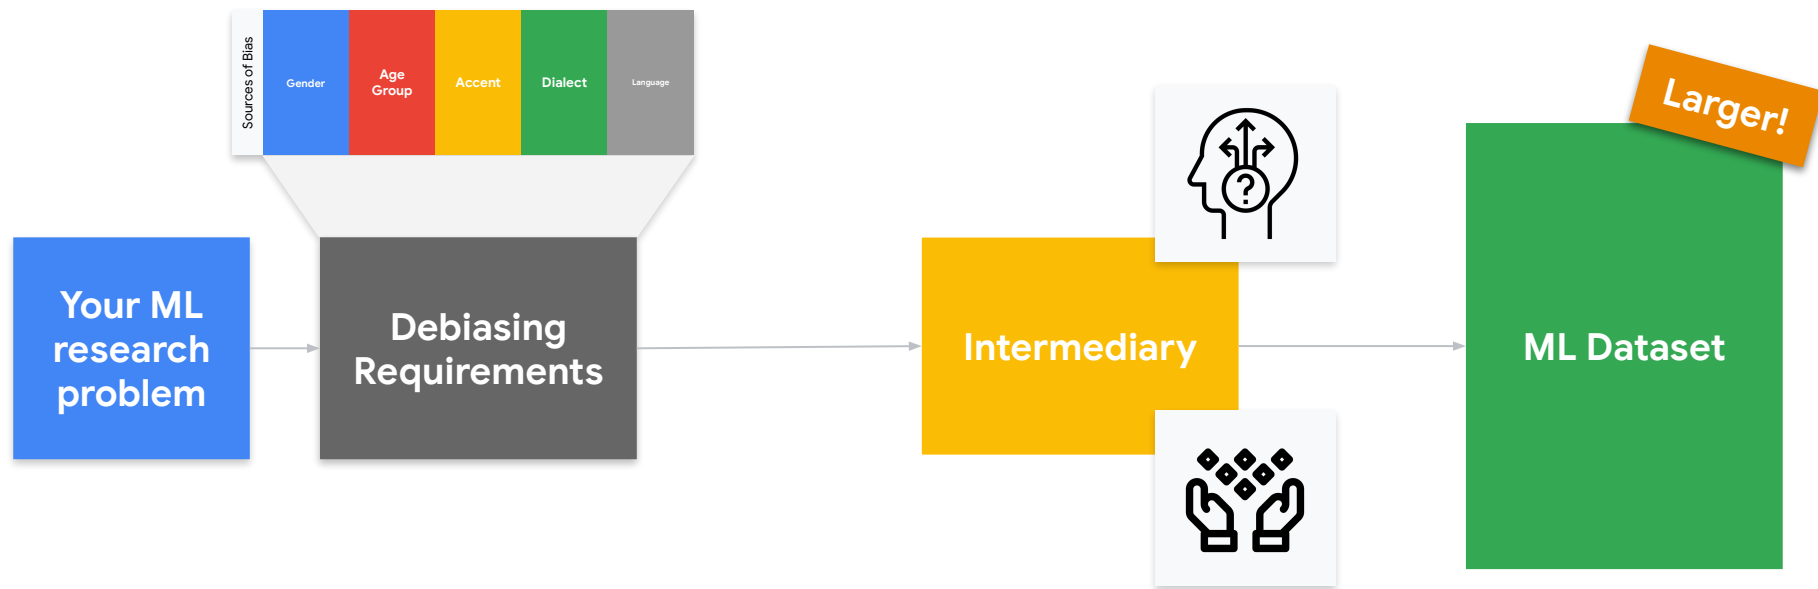 Sources of Bias
Gender
Age
Group
Accent
Dialect
Language
Larger!
Your ML
research
problem
Debiasing
Requirements
?
Intermediary
ML Dataset